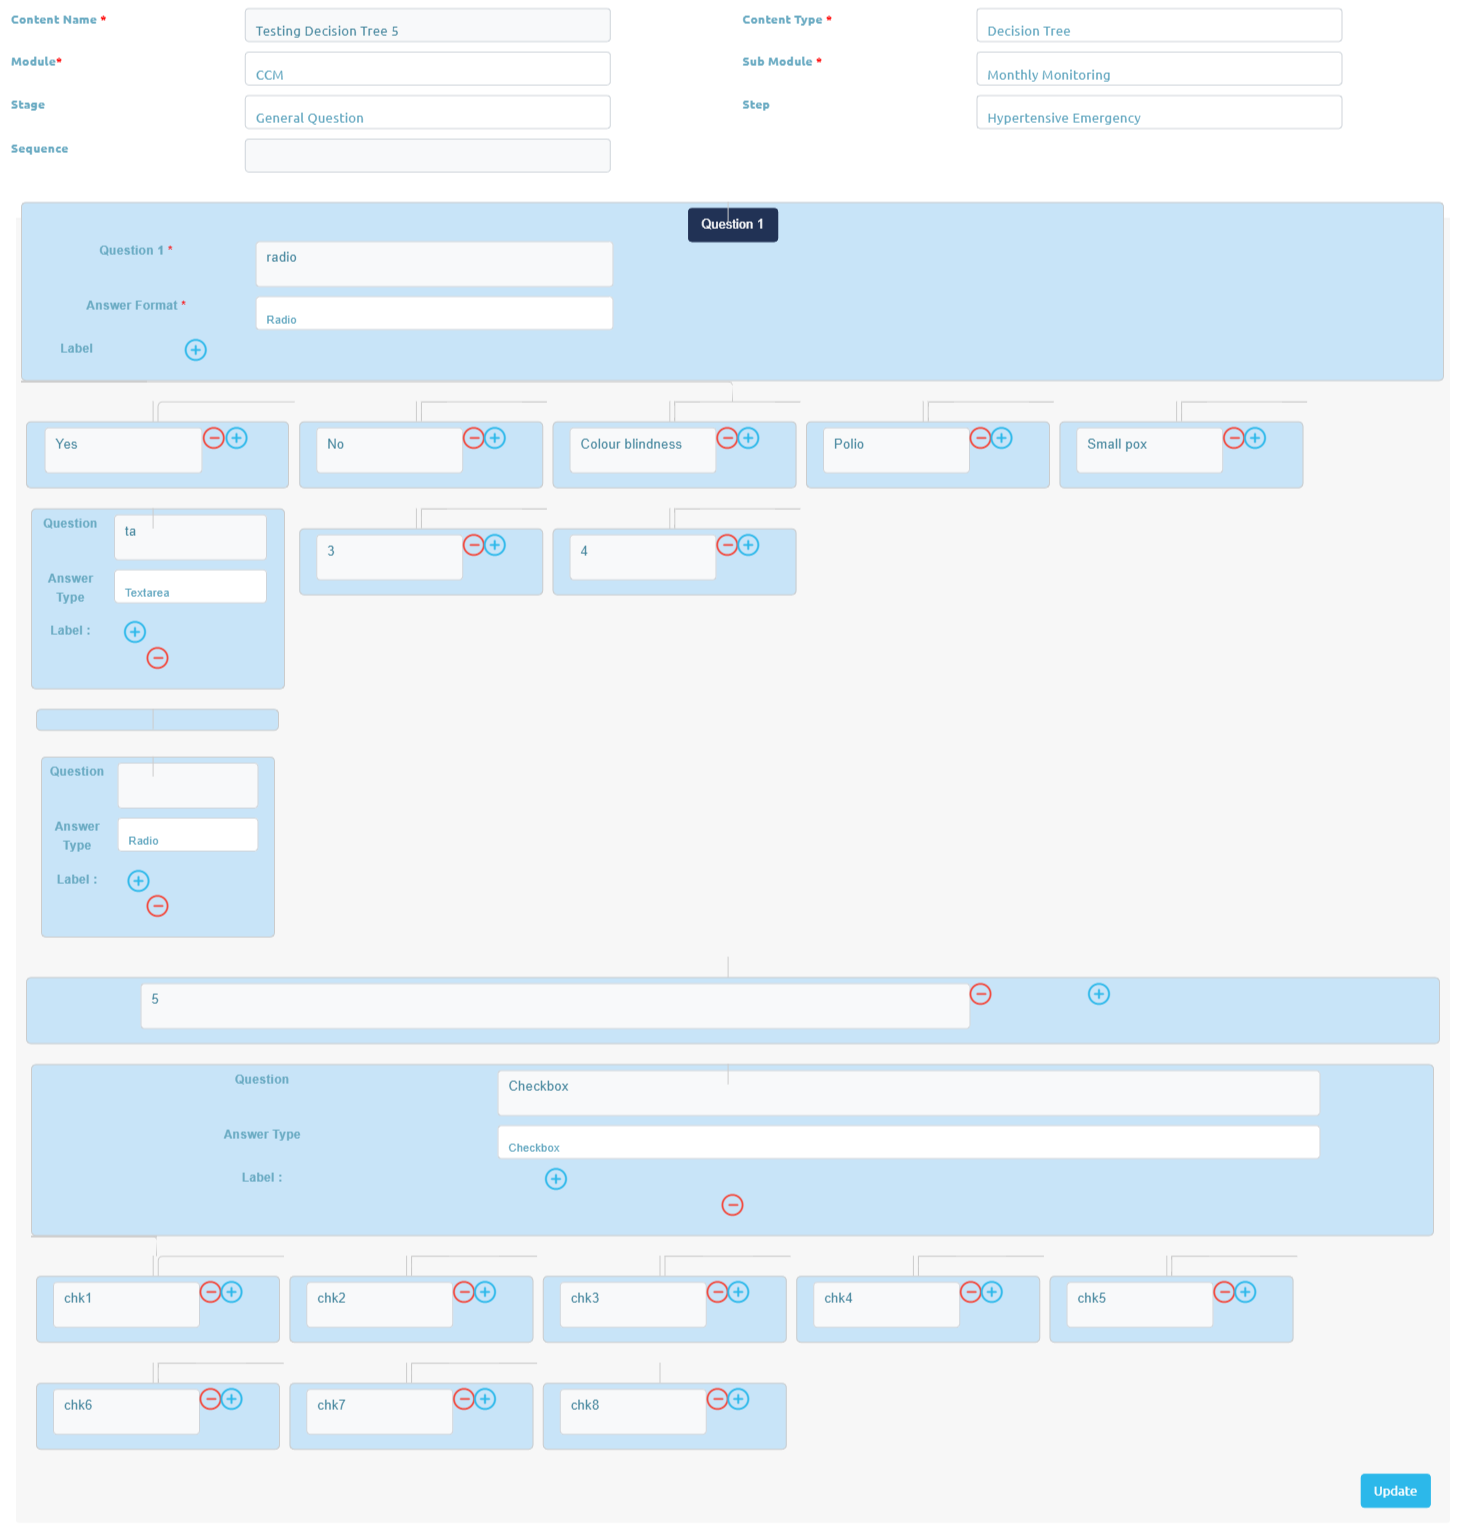 Content Name *
Testing Decision Tree 5
Content Type *
Decision Tree
Module*
CCM
Sub Module *
Monthly Monitoring
Stage
General Question
Step
Hypertensive Emergency
Sequence
Question 1
Question 1 *
radio
Answer Format *
Radio
Label
Yes
No
Colour blindness
Polio
Small pox
Question
ta
3
4
Answer
Type
Textarea
Label :
Question
Answer
Type
Radio
Label :
5
Question
Checkbox
Answer Type
Checkbox
Label :
chk1
chk2
chk3
chk4
chk5
chk6
chk7
chk8
Update